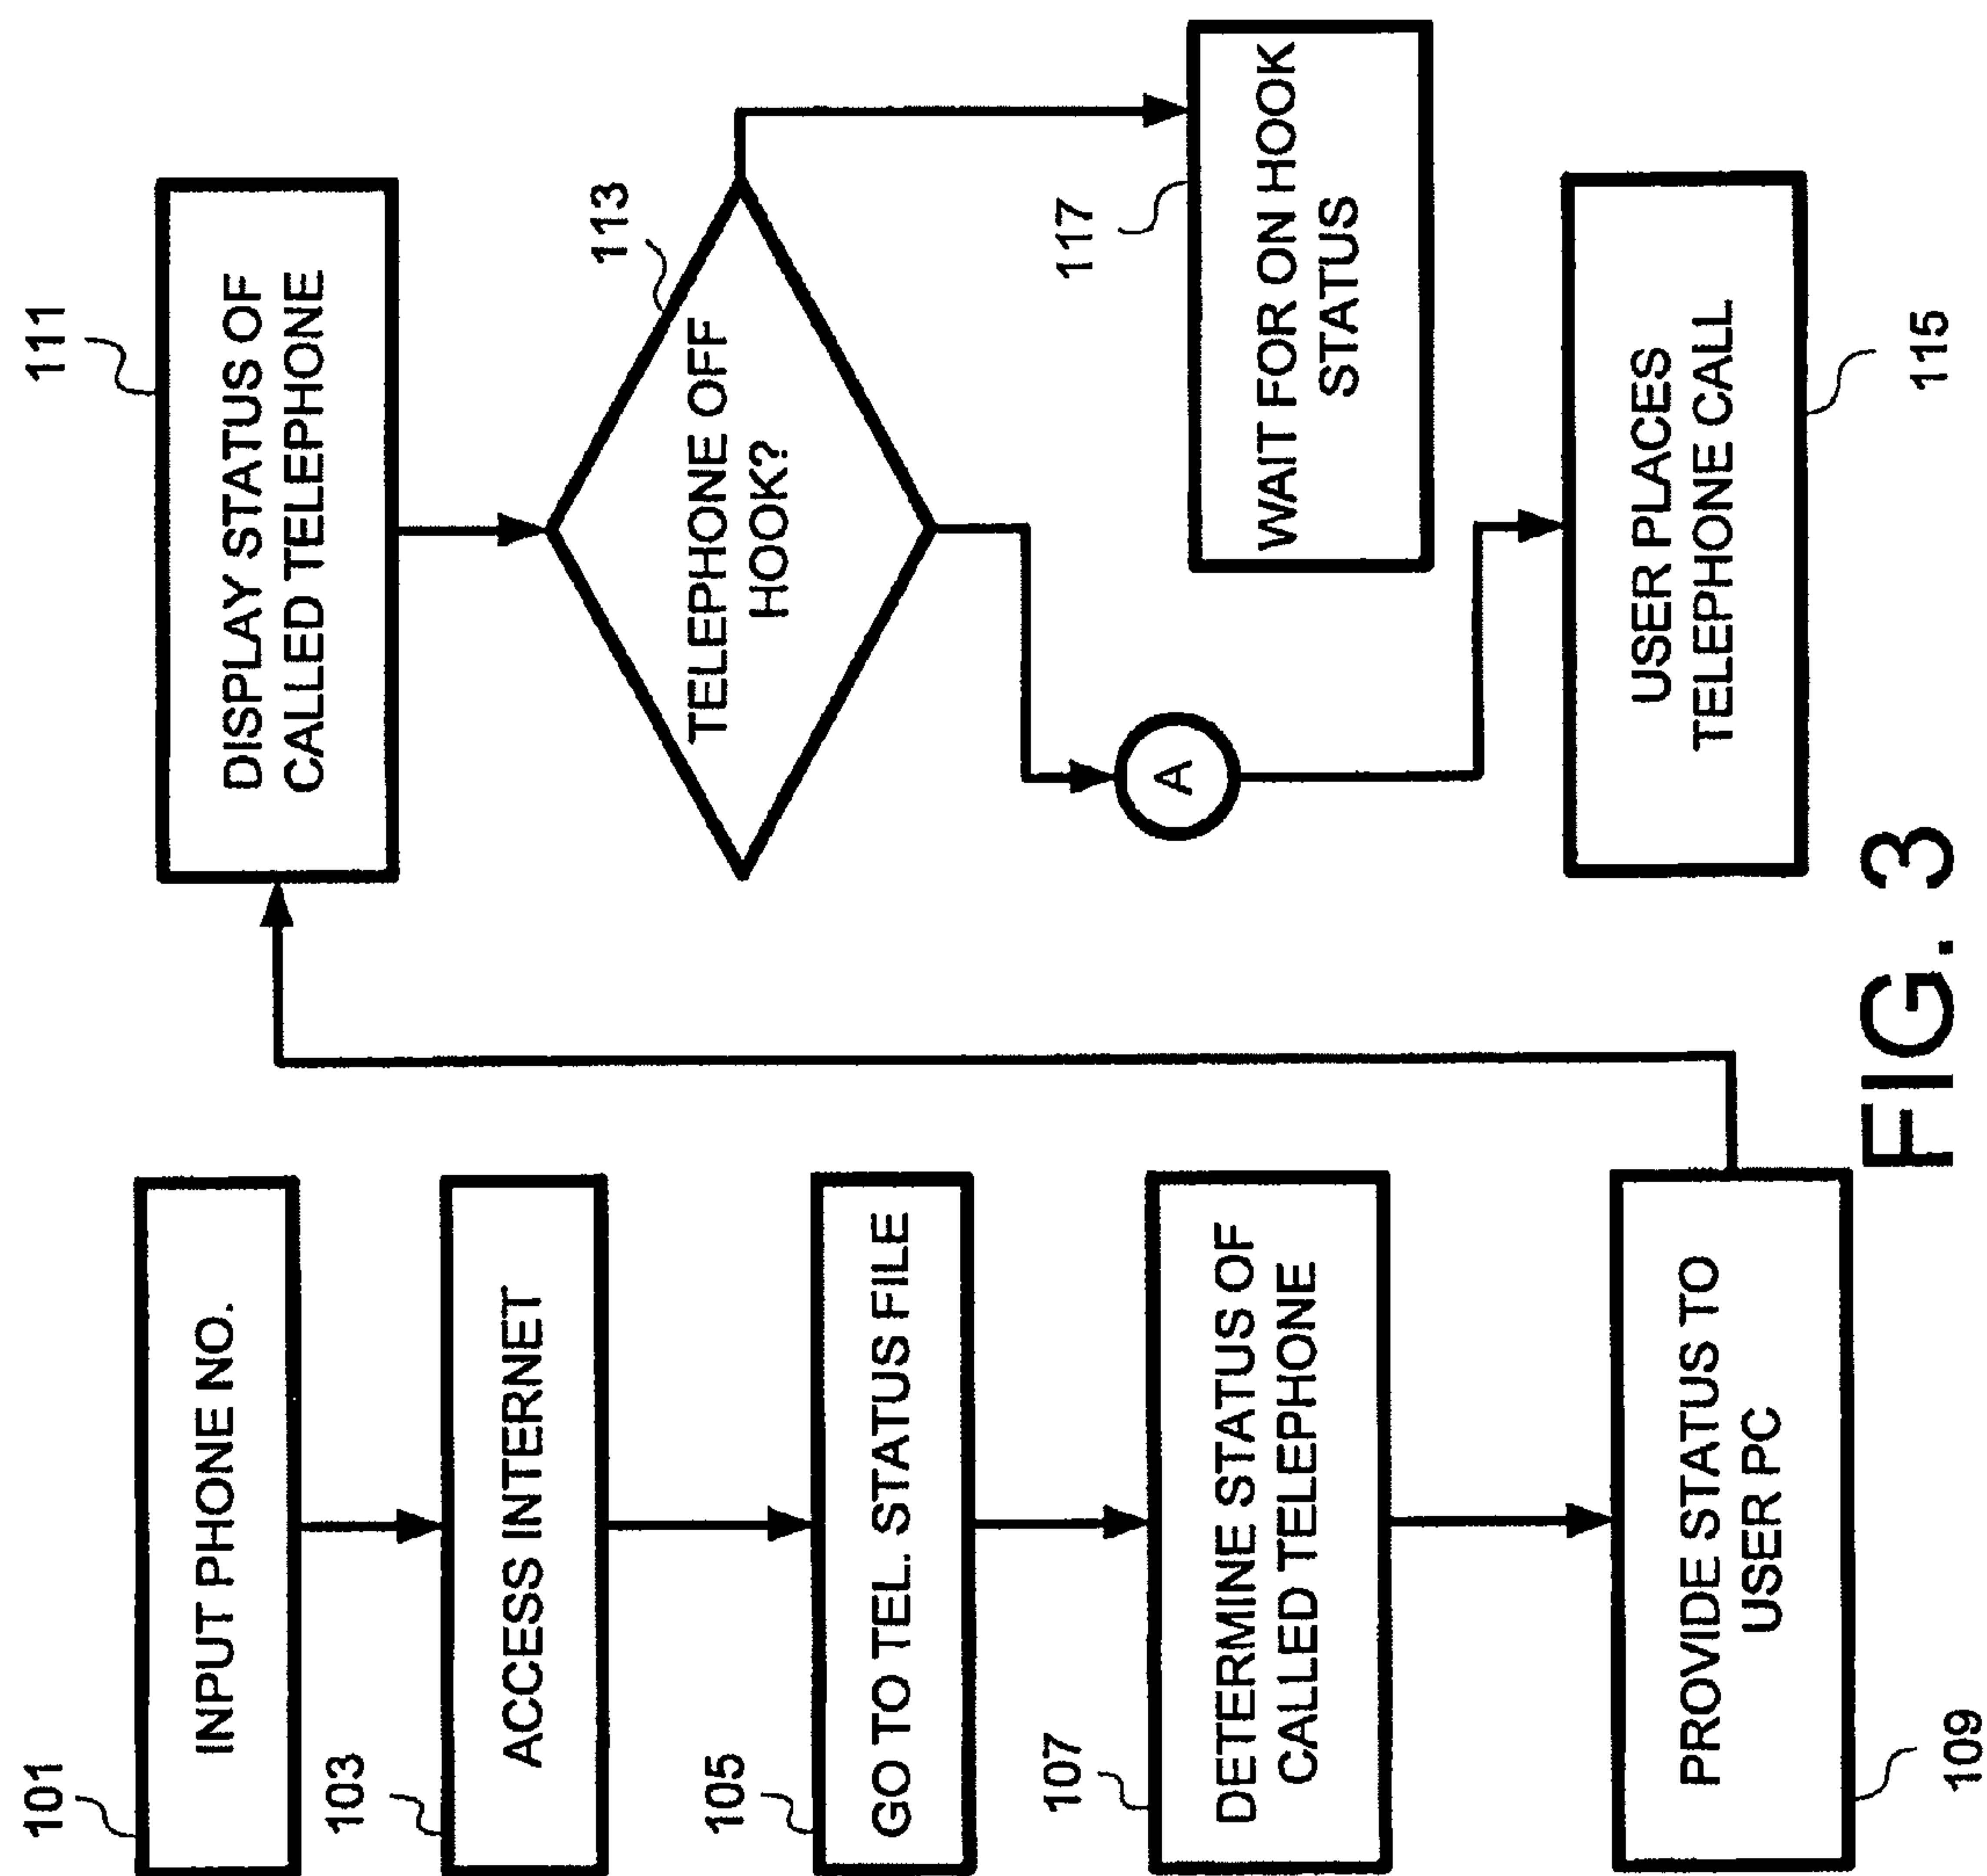 101
INPUT PHONE NO.
103
ACCESS INTERNET
105
GO TO TEL. STATUS FILE
107
DETERMINE STATUS OF
CALLED TELEPHONE
PROVIDE STATUS TO
USER PC
109
111
DISPLAY STATUS OF
CALLED TELEPHONE
113
TELEPHONE OFF
HOOK?
A
117
WAIT FOR ON HOOK
STATUS
USER PLACES
TELEPHONE CALL
115
FIG. 3